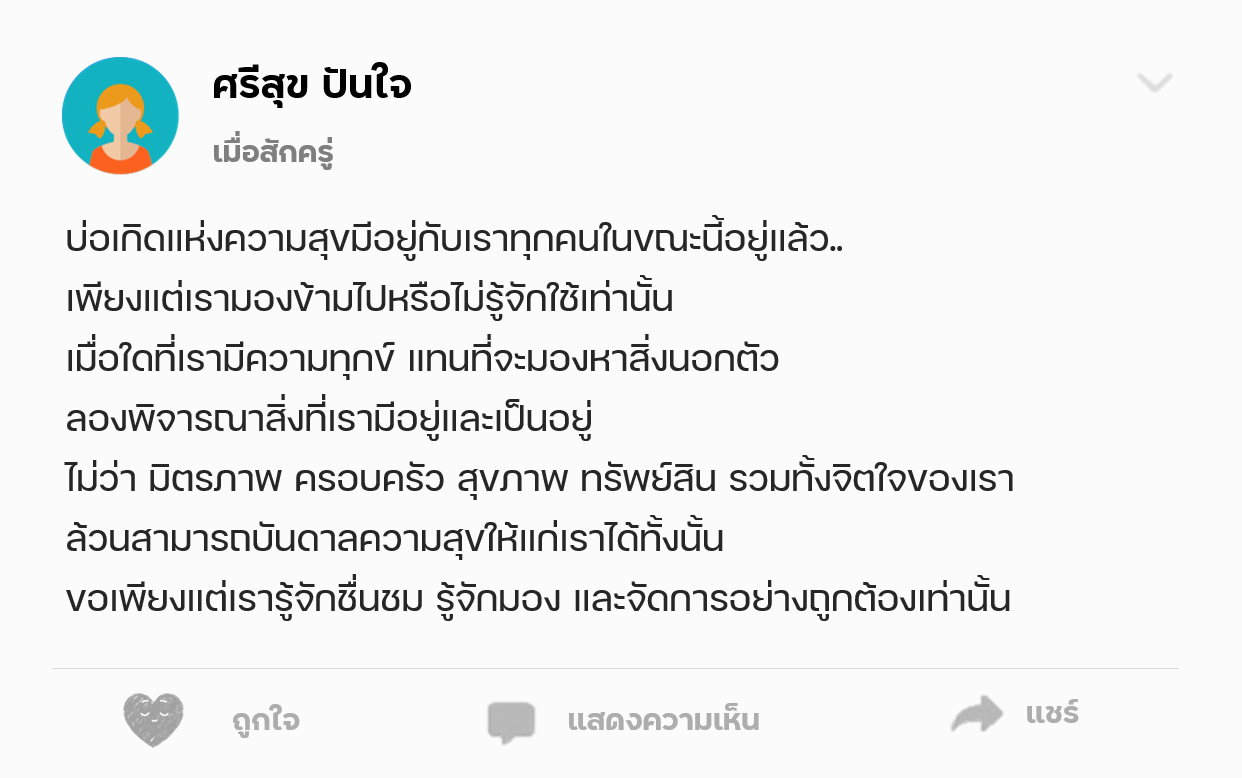 ศรีสุข ปันใจ
เมื่อสักครู่
บ่อเกิดแห่งความสุขมีอยู่กับเราทุกคนในขณะนี้อยู่แล้ว..
เพียงแต่เรามองข้ามไปหรือไม่รู้จักใช้เท่านั้น
เมื่อใดที่เรามีความทุกข์ แทนที่จะมองหาสิ่งนอกตัว
ลองพิจารณาสิ่งที่เรามีอยู่และเป็นอยู่
ไม่ว่า มิตรภาพ ครอบครัว สุขภาพ ทรัพย์สิน รวมทั้งจิตใจของเรา
ล้วนสามารถบันดาลความสุขให้แก่เราได้ทั้งนั้น
ขอเพียงแต่เรารู้จักชื่นชม รู้จักมอง และจัดการอย่างถูกต้องเท่านั้น
ถูกใจ
แสดงความเห็น
แชร์